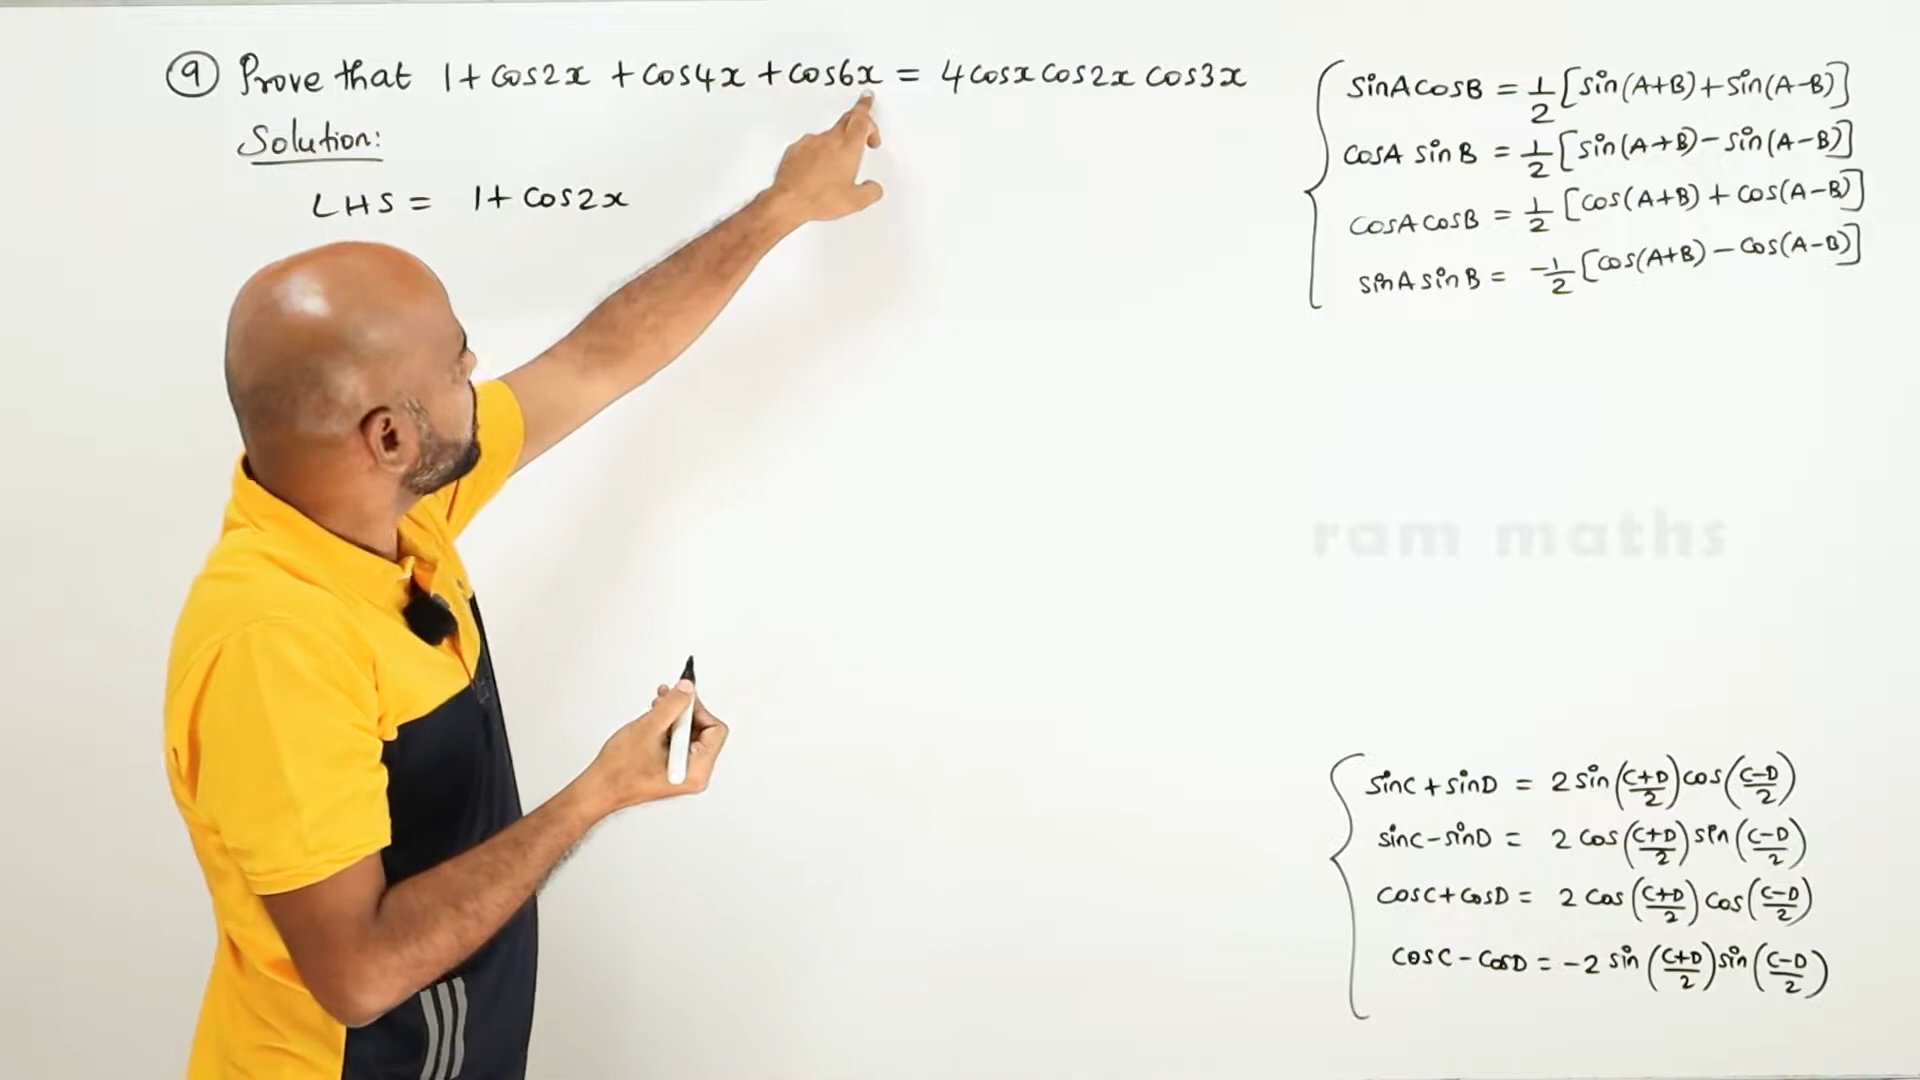 9 Prove that 1 + cos2x + cos4x + cos6x = 4cosx cos2x cos3x
Solution:
LHS = 1 + cos2x
sinA cosB = 1/2 [sin(A+B) + sin(A-B)]
cosA sinB = 1/2 [sin(A+B) - sin(A-B)]
cosA cosB = 1/2 [cos(A+B) + cos(A-B)]
sinA sinB = -1/2 [cos(A+B) - cos(A-B)]
ram maths
sinC + sinD = 2 sin((C+D)/2) cos((C-D)/2)
sinC - sinD = 2 cos((C+D)/2) sin((C-D)/2)
cosC + cosD = 2 cos((C+D)/2) cos((C-D)/2)
cosC - cosD = -2 sin((C+D)/2) sin((C-D)/2)